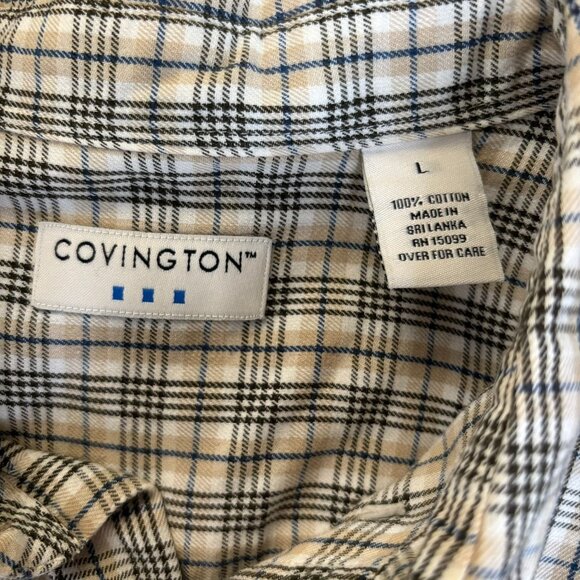 COVINGTON™
L
100% COTTON
MADE IN
SRI LANKA
RN 15099
OVER FOR CARE